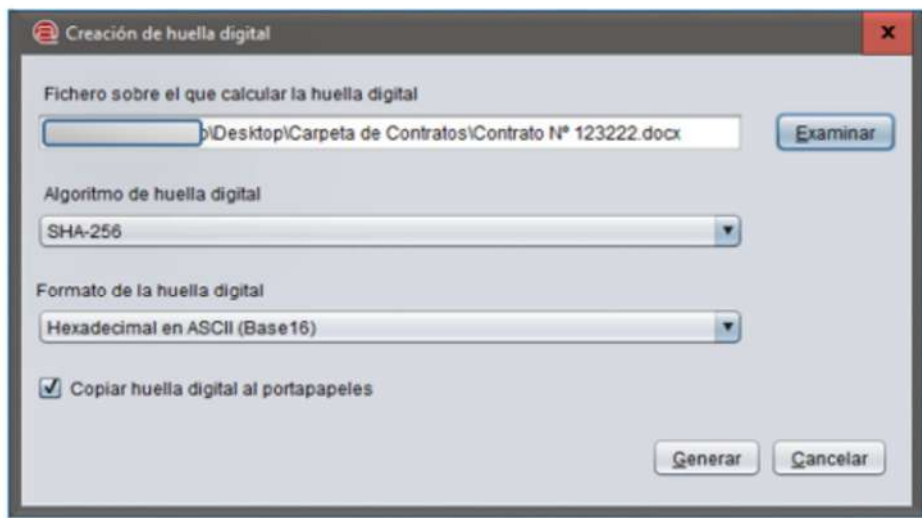 Creación de huella digital
Fichero sobre el que calcular la huella digital
\Desktop\Carpeta de Contratos\Contrato Nº 123222.docx
Examinar
Algoritmo de huella digital
SHA-256
Formato de la huella digital
Hexadecimal en ASCII (Base16)
Copiar huella digital al portapapeles
Generar Cancelar